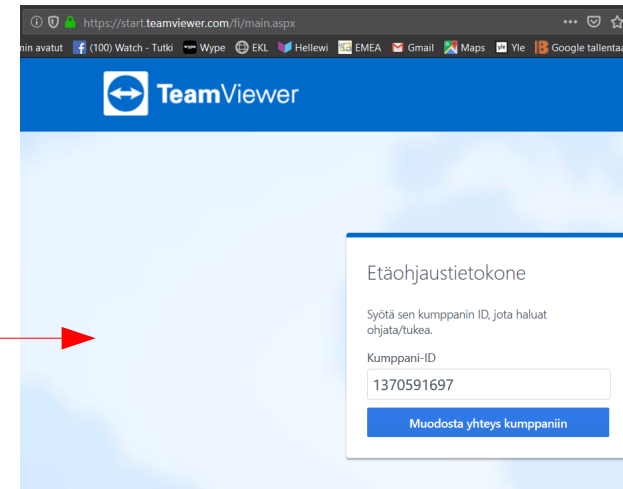 https://start.teamviewer.com/fi/main.aspx
nin avatut (100) Watch - Tutki Wype EKL Hellewi EMEA Gmail Maps Yle Google tallentaa
TeamViewer
Etäohjaustietokone
Syötä sen kumppanin ID, jota haluat
ohjata/tukea.
Kumppani-ID
1370591697
Muodosta yhteys kumppaniin